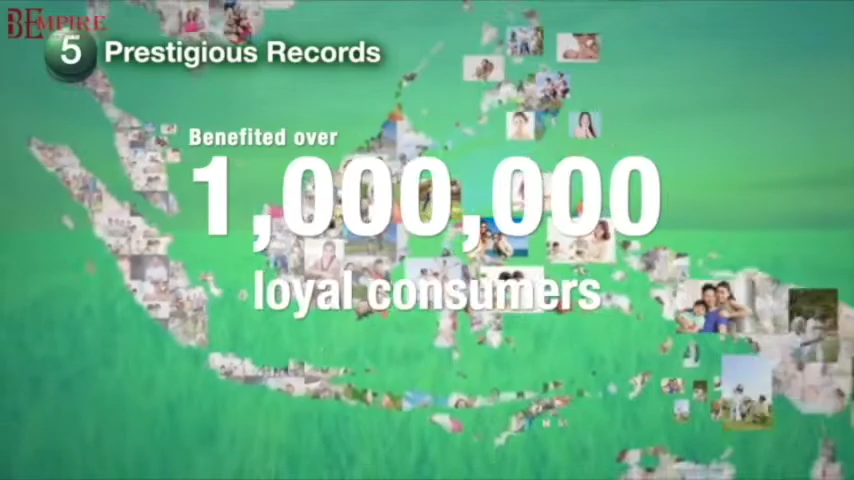 BEMPIRE
5 Prestigious Records
Benefited over
1,000,000
loyal consumers